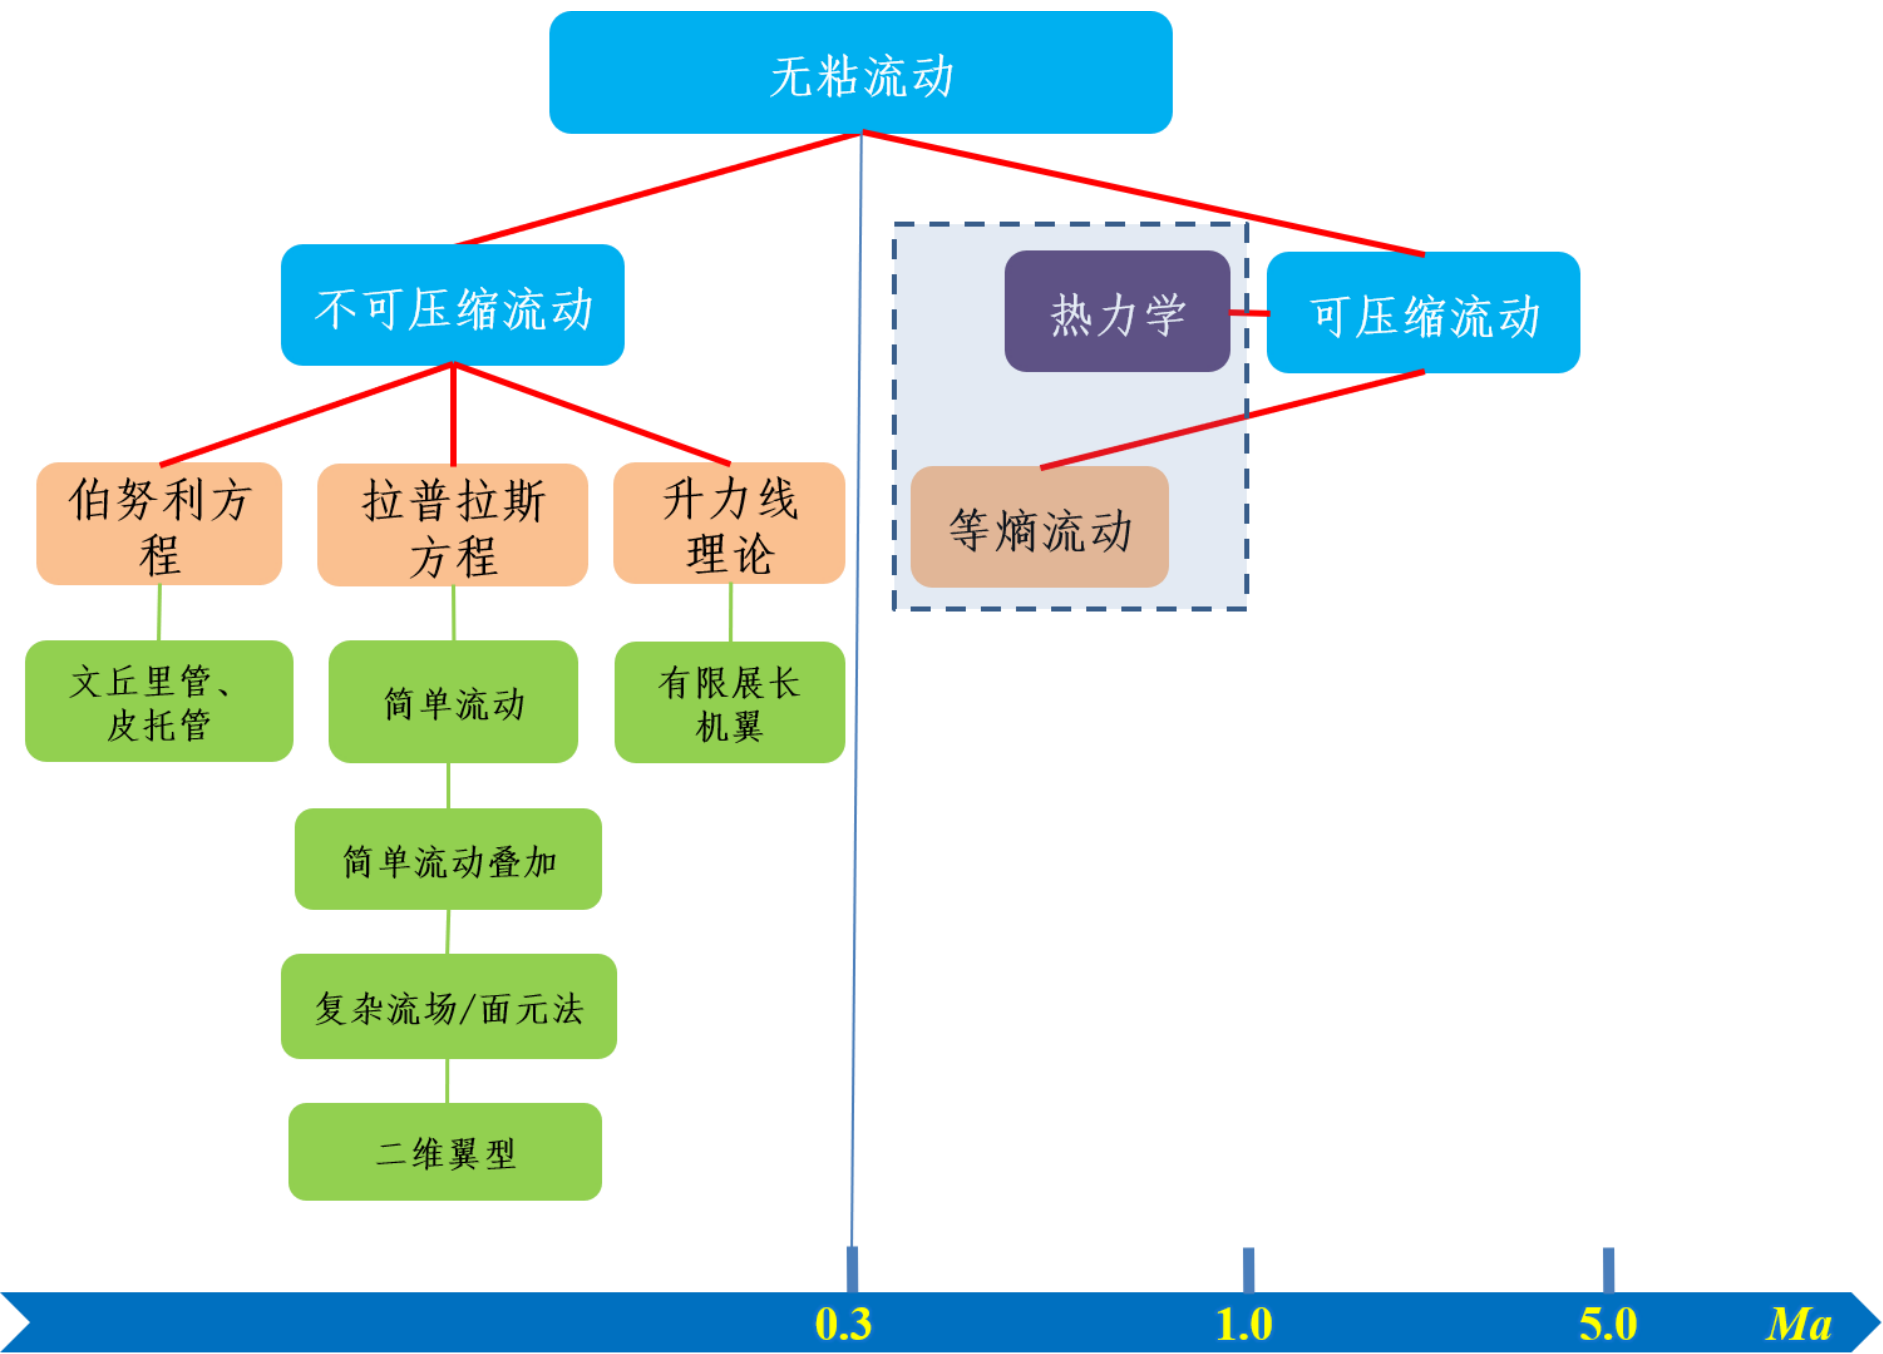 无粘流动
不可压缩流动
热力学
可压缩流动
伯努利方
程
拉普拉斯
方程
升力线
理论
等熵流动
文丘里管、
皮托管
简单流动
有限展长
机翼
简单流动叠加
复杂流场/面元法
二维翼型
0.3
1.0
5.0
Ma